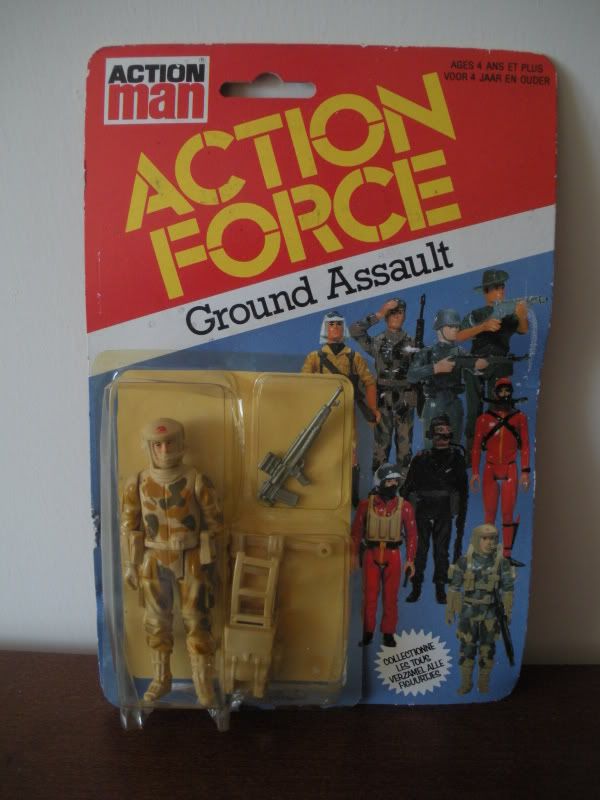 ACTION
man
®
AGES 4 ANS ET PLUS
VOOR 4 JAAR EN OUDER
ACTION
FORCE
Ground Assault
COLLECTIONNE
LES TOUS
VERZAMEL ALLE
FIGUURTJES